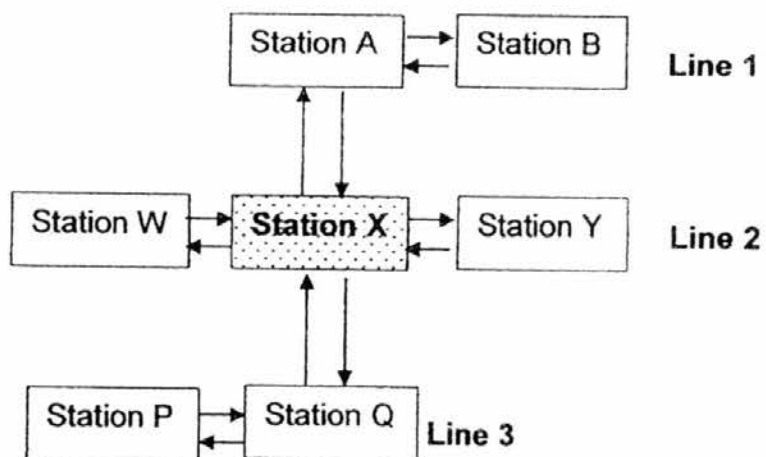 Station A
Station B
Line 1
Station W
Station X
Station Y
Line 2
Station P
Station Q
Line 3